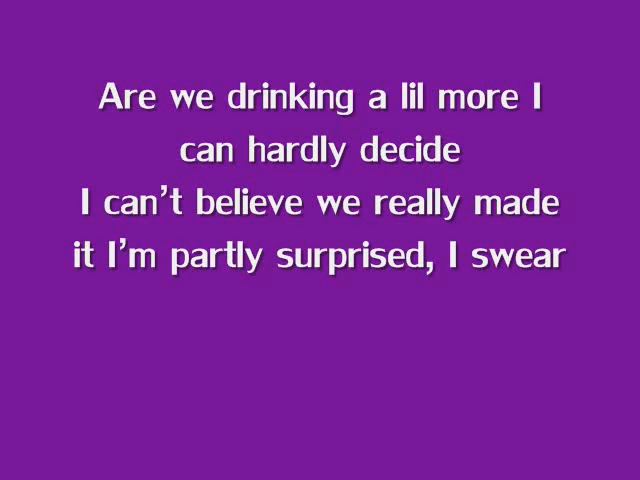 Are we drinking a lil more I
can hardly decide
I can't believe we really made
it I'm partly surprised, I swear